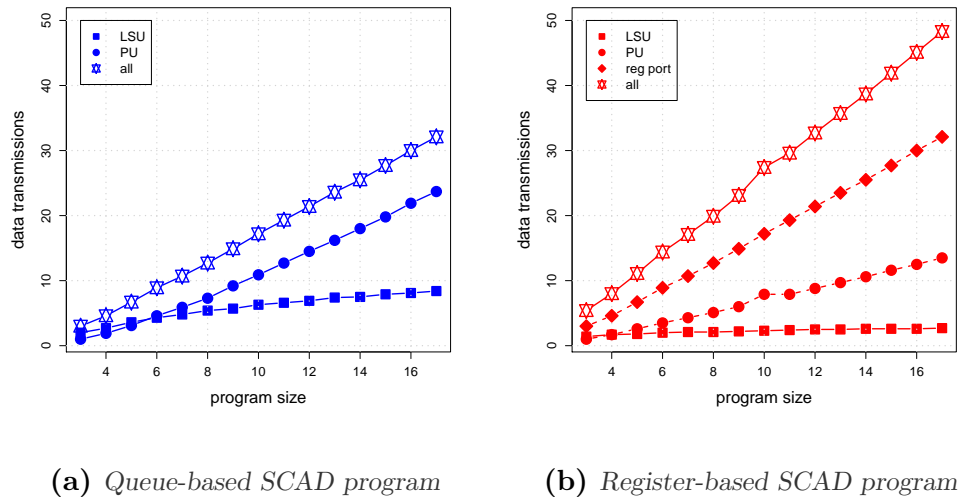 50
40
30
20
10
0
data transmissions
LSU
PU
all
4 6 8 10 12 14 16
program size
(a) Queue-based SCAD program
50
40
30
20
10
0
data transmissions
LSU
PU
reg port
all
4 6 8 10 12 14 16
program size
(b) Register-based SCAD program